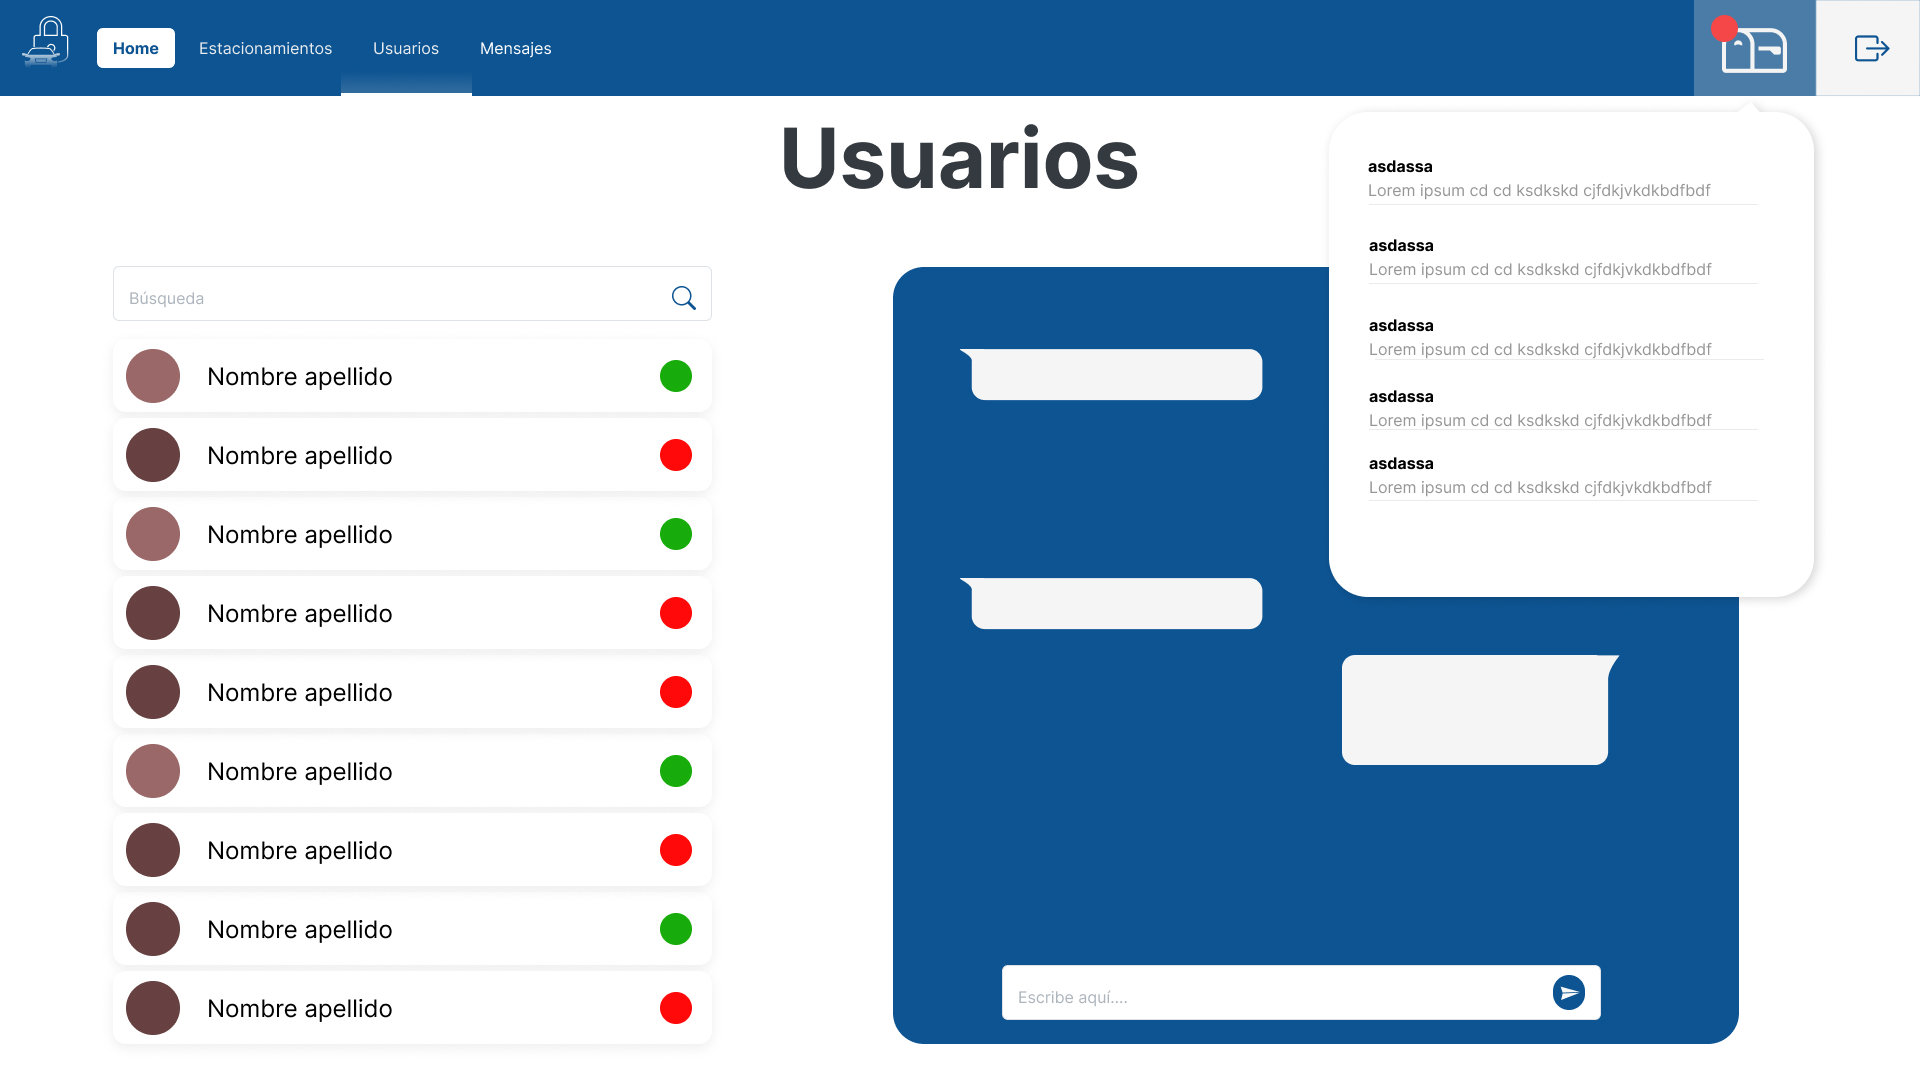 Home
Estacionamientos
Usuarios
Mensajes
Usuarios
Búsqueda
Nombre apellido
Nombre apellido
Nombre apellido
Nombre apellido
Nombre apellido
Nombre apellido
Nombre apellido
Nombre apellido
Nombre apellido
asdassa
Lorem ipsum cd cd ksdkskd cjfdkjvkdkbdfbdf
asdassa
Lorem ipsum cd cd ksdkskd cjfdkjvkdkbdfbdf
asdassa
Lorem ipsum cd cd ksdkskd cjfdkjvkdkbdfbdf
asdassa
Lorem ipsum cd cd ksdkskd cjfdkjvkdkbdfbdf
asdassa
Lorem ipsum cd cd ksdkskd cjfdkjvkdkbdfbdf
Escribe aquí....